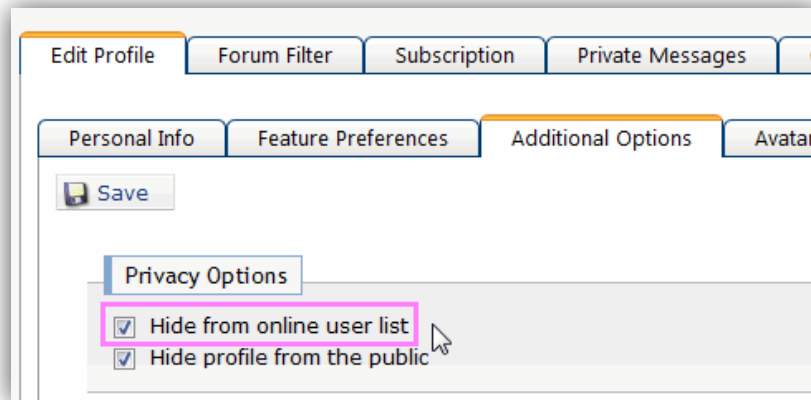 Edit Profile Forum Filter Subscription Private Messages
Personal Info Feature Preferences Additional Options Avatar
Save
Privacy Options
Hide from online user list
Hide profile from the public